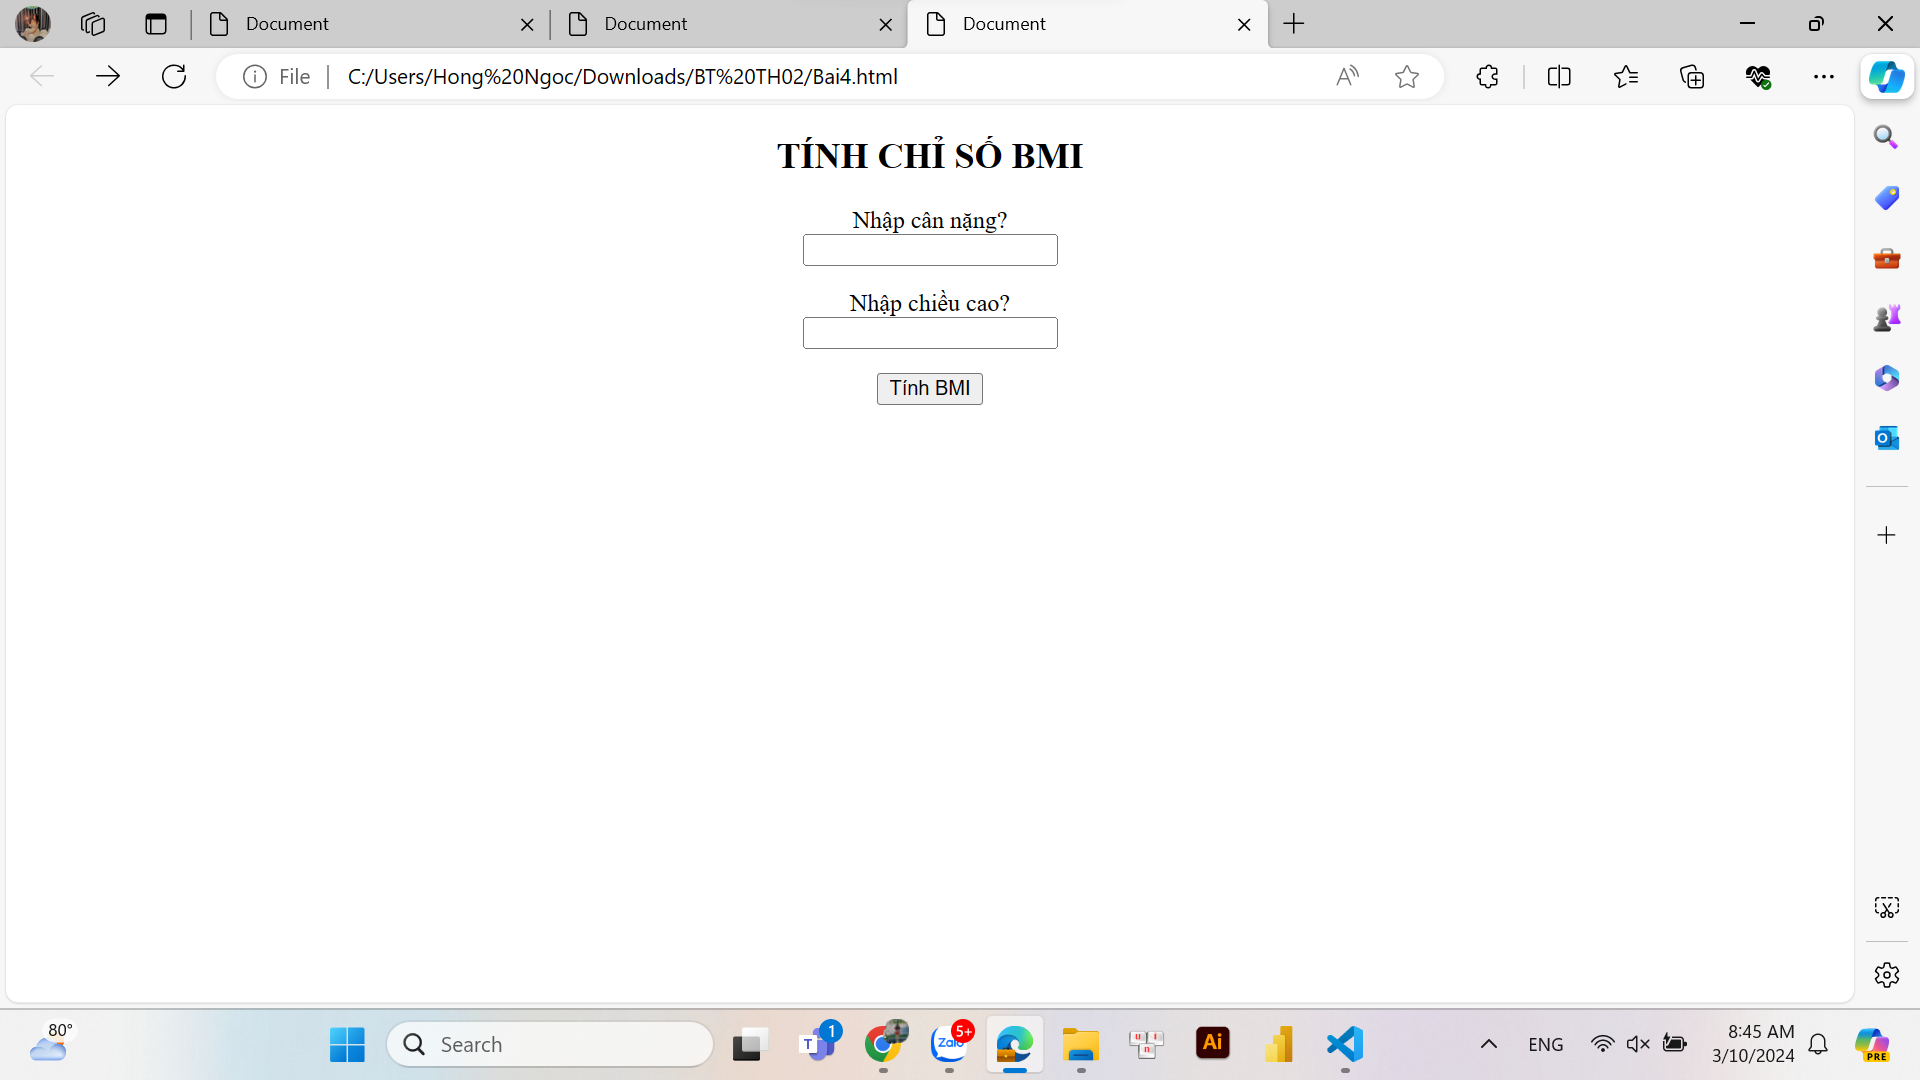 Document
Document
Document
File
C:/Users/Hong%20Ngoc/Downloads/BT%20TH02/Bai4.html
TÍNH CHỈ SỐ BMI
Nhập cân nặng?
Nhập chiều cao?
Tính BMI
80°
Search
T
1
Zalo
5+
u
i
n
Ai
ENG
8:45 AM
3/10/2024
PRE